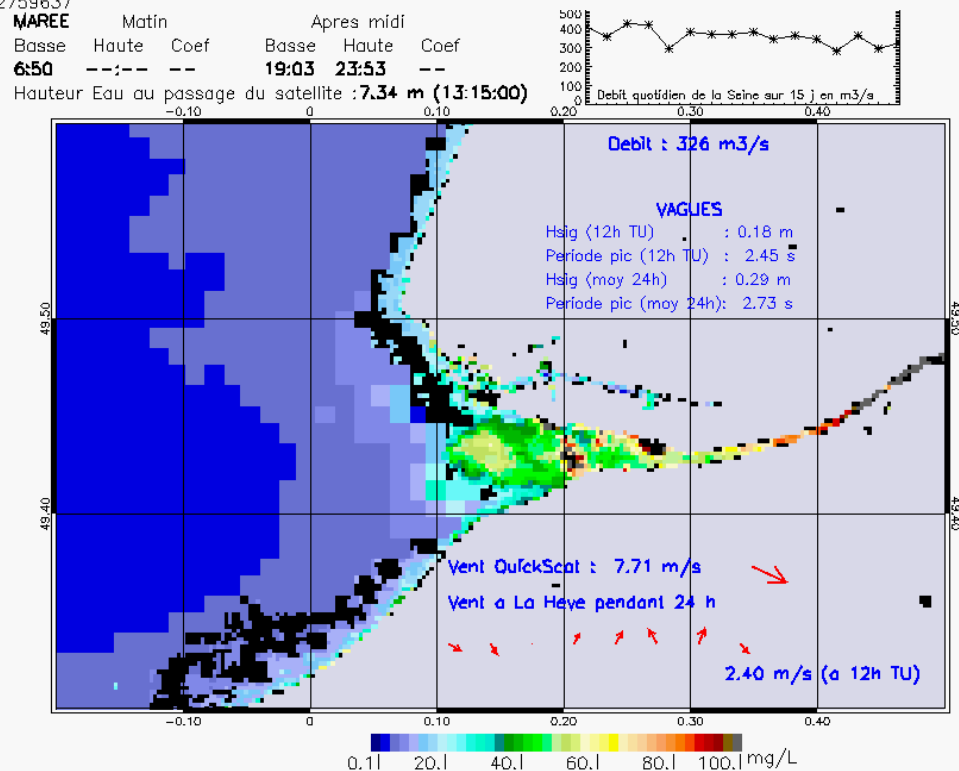 2759637
MAREE Matin Apres midi
Basse Haute Coef Basse Haute Coef
6:50 --:-- -- 19:03 23:53 --
Hauteur Eau au passage du satellite :7.34 m (13:15:00)
500
400
300
200
100
0
Debit quotidien de la Seine sur 15 j en m3/s
-0.10 0 0.10 0.20 0.30 0.40
Debit : 326 m3/s
VAGUES
Hsig (12h TU) : 0.18 m
Periode pic (12h TU) : 2.45 s
Hsig (moy 24h) : 0.29 m
Periode pic (moy 24h): 2.73 s
49.50 49.50
49.40 49.40
Vent QuickScat : 7.71 m/s
Vent a La Heve pendant 24 h
2.40 m/s (a 12h TU)
-0.10 0 0.10 0.20 0.30 0.40
0.1| 20.| 40.| 60.| 80.| 100.| mg/L